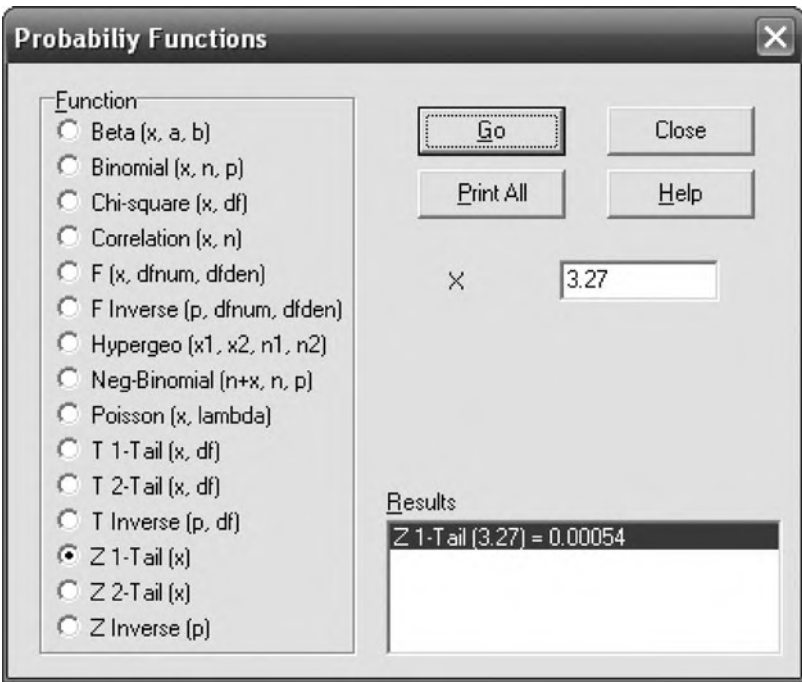 Probabiliy Functions
Function
Beta (x, a, b)
Binomial (x, n, p)
Chi-square (x, df)
Correlation (x, n)
F (x, dfnum, dfden)
F Inverse (p, dfnum, dfden)
Hypergeo (x1, x2, n1, n2)
Neg-Binomial (n+x, n, p)
Poisson (x, lambda)
T 1-Tail (x, df)
T 2-Tail (x, df)
T Inverse (p, df)
Z 1-Tail (x)
Z 2-Tail (x)
Z Inverse (p)
Go
Close
Print All
Help
X
3.27
Results
Z 1-Tail (3.27) = 0.00054